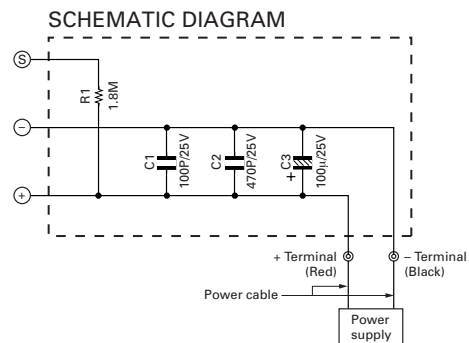 SCHEMATIC DIAGRAM
S
R1
1.8M
–
C1
100P/25V
C2
470P/25V
C3
100µ/25V
+
+
+ Terminal
(Red)
– Terminal
(Black)
Power cable
Power
supply